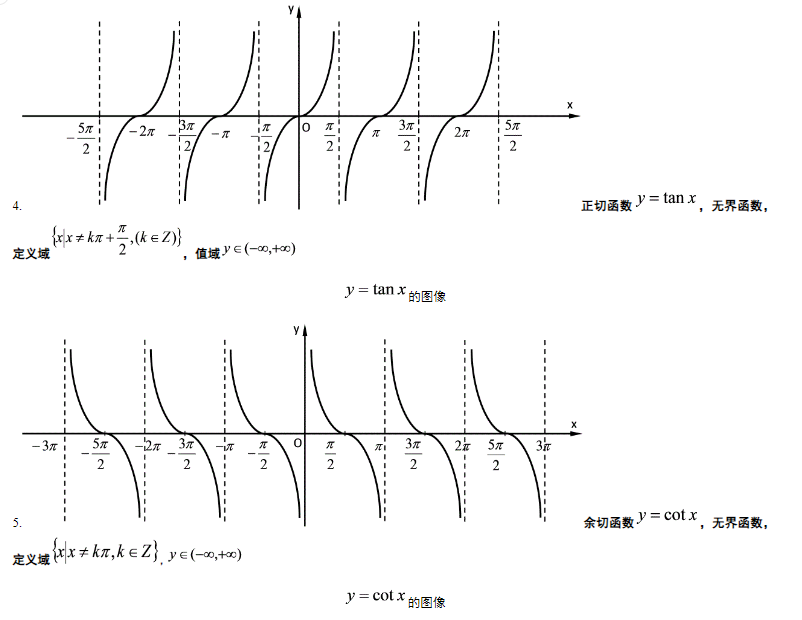 y
x
−5π/2 −2π −3π/2 −π −π/2 O π/2 π 3π/2 2π 5π/2
4. 正切函数 y = tan x ，无界函数，
定义域 {x|x ≠ kπ + π/2,(k ∈ Z)} ，值域 y ∈ (−∞,+∞)
y = tan x 的图像
y
x
−3π −5π/2 −2π −3π/2 −π −π/2 O π/2 π 3π/2 2π 5π/2 3π
5. 余切函数 y = cot x ，无界函数，
定义域 {x|x ≠ kπ,k ∈ Z}, y ∈ (−∞,+∞)
y = cot x 的图像